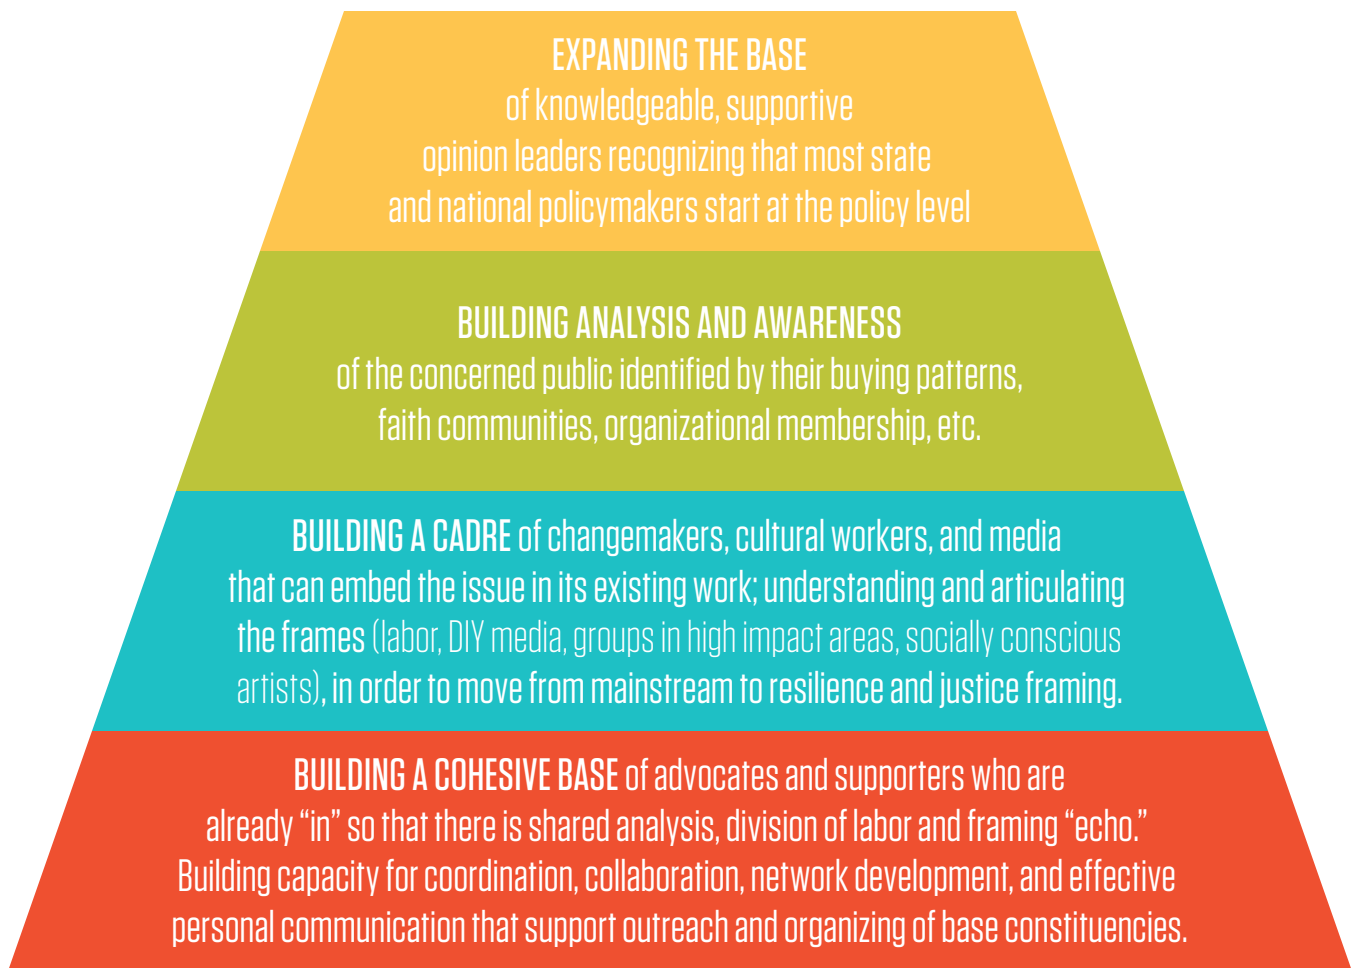 EXPANDING THE BASE
of knowledgeable, supportive
opinion leaders recognizing that most state
and national policymakers start at the policy level
BUILDING ANALYSIS AND AWARENESS
of the concerned public identified by their buying patterns,
faith communities, organizational membership, etc.
BUILDING A CADRE of changemakers, cultural workers, and media
that can embed the issue in its existing work; understanding and articulating
the frames (labor, DIY media, groups in high impact areas, socially conscious
artists), in order to move from mainstream to resilience and justice framing.
BUILDING A COHESIVE BASE of advocates and supporters who are
already “in” so that there is shared analysis, division of labor and framing “echo.”
Building capacity for coordination, collaboration, network development, and effective
personal communication that support outreach and organizing of base constituencies.